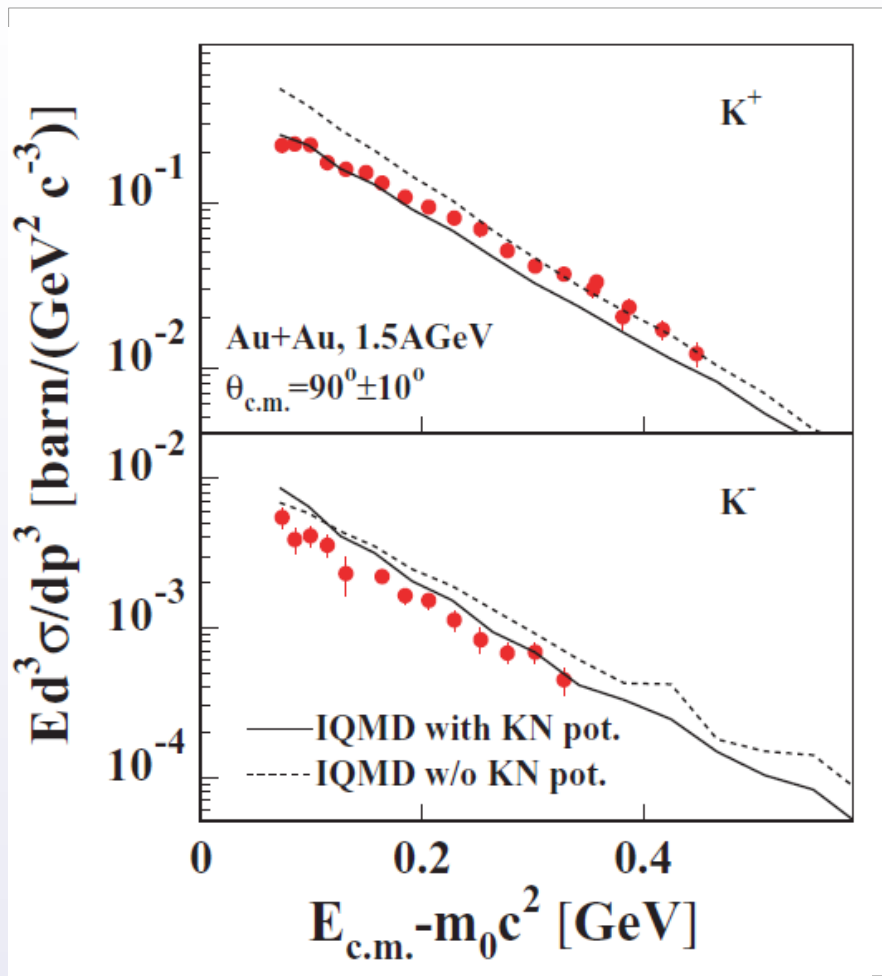 Ed³σ/dp³ [barn/(GeV² c⁻³)]
K⁺
10⁻¹
10⁻²
Au+Au, 1.5AGeV
θc.m.=90°±10°
10⁻²
10⁻³
10⁻⁴
K⁻
IQMD with KN pot.
IQMD w/o KN pot.
0
0.2
0.4
Ec.m.-m₀c² [GeV]